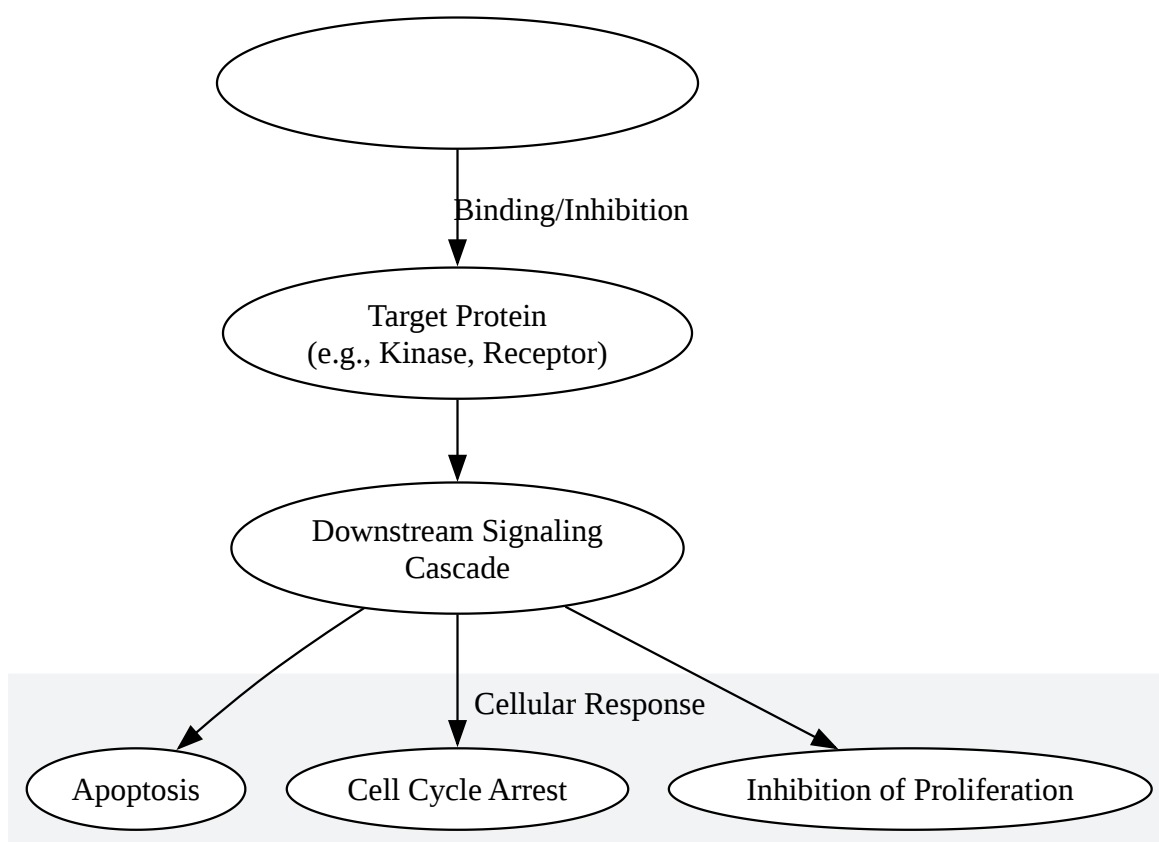 Binding/Inhibition
Target Protein
(e.g., Kinase, Receptor)
Downstream Signaling
Cascade
Cellular Response
Apoptosis
Cell Cycle Arrest
Inhibition of Proliferation